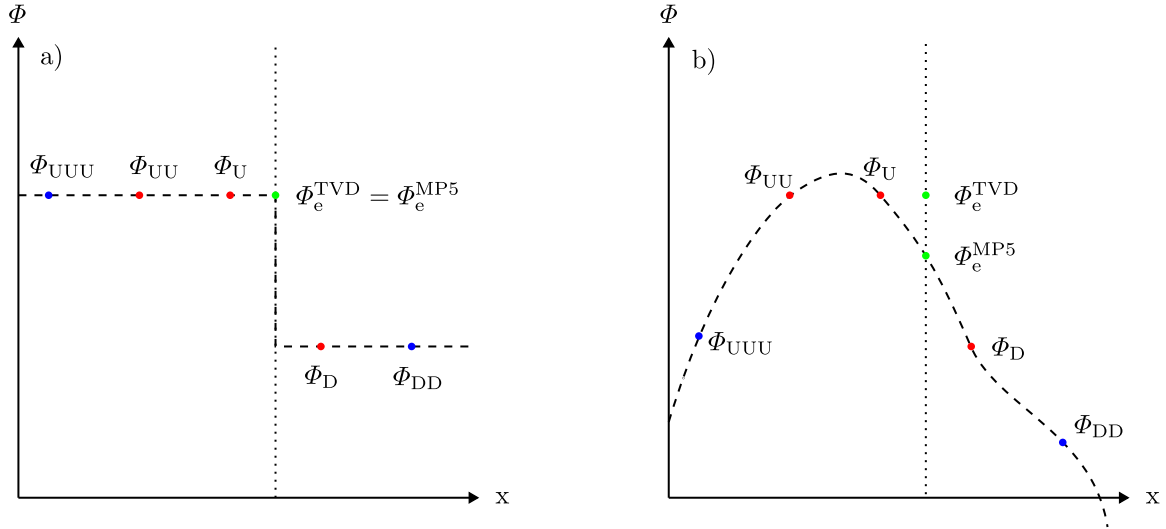 Φ
a)
Φ_UUU Φ_UU Φ_U
Φ_e^TVD = Φ_e^MP5
Φ_D Φ_DD
x
Φ
b)
Φ_UU Φ_U
Φ_e^TVD
Φ_e^MP5
Φ_UUU Φ_D
Φ_DD
x